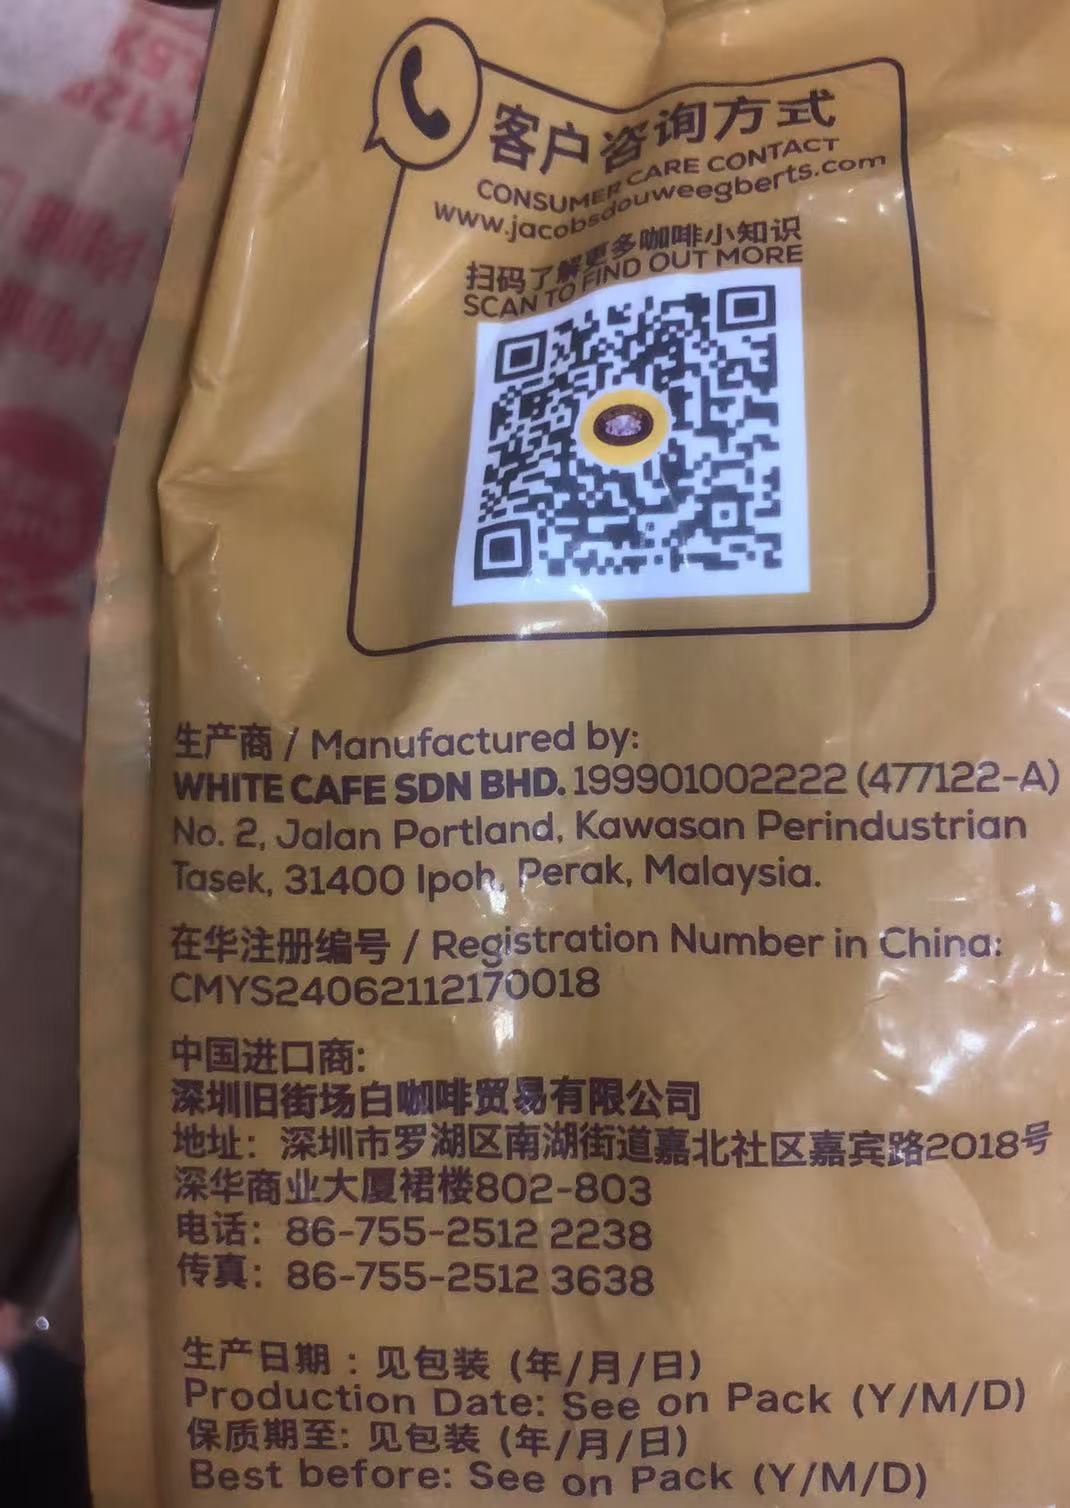 客户咨询方式
CONSUMER CARE CONTACT
www.jacobsdouweegberts.com
扫码了解更多咖啡小知识
SCAN TO FIND OUT MORE
生产商 / Manufactured by:
WHITE CAFE SDN BHD. 199901002222 (477122-A)
No. 2, Jalan Portland, Kawasan Perindustrian
Tasek, 31400 Ipoh, Perak, Malaysia.
在华注册编号 / Registration Number in China:
CMYS24062112170018
中国进口商:
深圳旧街场白咖啡贸易有限公司
地址：深圳市罗湖区南湖街道嘉北社区嘉宾路2018号
深华商业大厦裙楼802-803
电话：86-755-2512 2238
传真：86-755-2512 3638
生产日期：见包装 (年/月/日)
Production Date: See on Pack (Y/M/D)
保质期至: 见包装 (年/月/日)
Best before: See on Pack (Y/M/D)